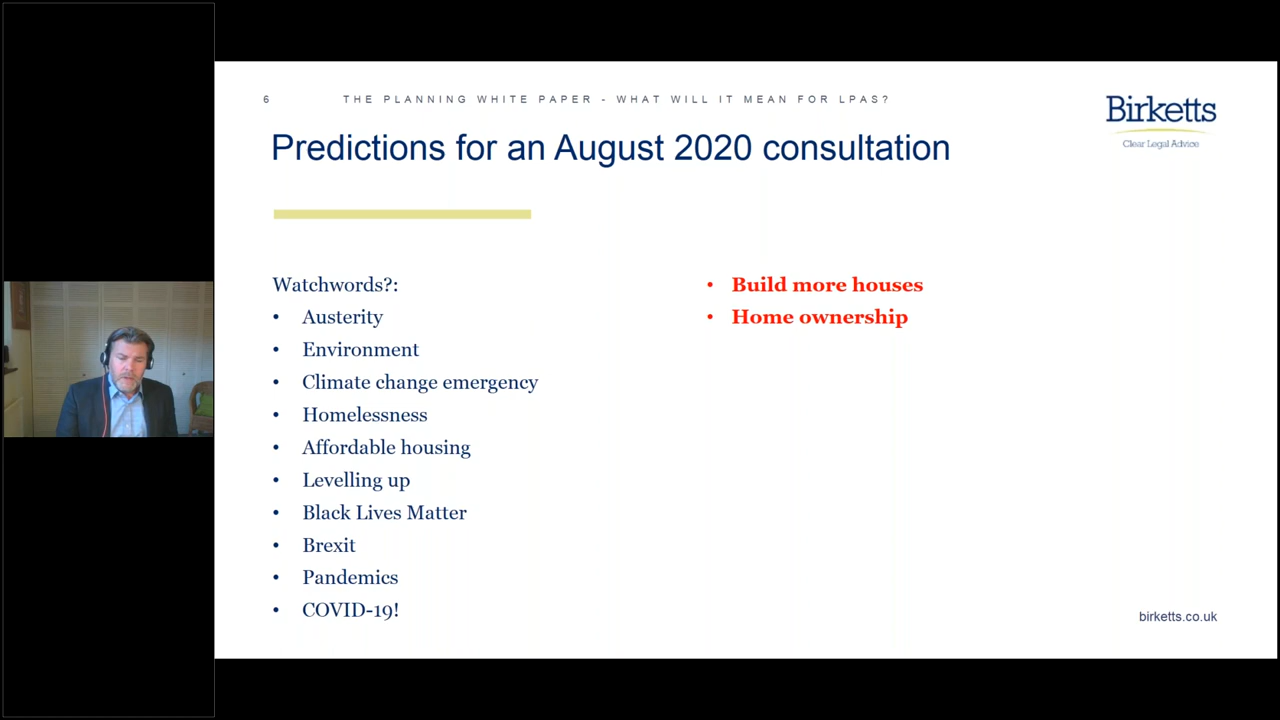 6 THE PLANNING WHITE PAPER - WHAT WILL IT MEAN FOR LPAS?
Birketts
Clear Legal Advice
Predictions for an August 2020 consultation
Watchwords?:
• Austerity
• Environment
• Climate change emergency
• Homelessness
• Affordable housing
• Levelling up
• Black Lives Matter
• Brexit
• Pandemics
• COVID-19!
• Build more houses
• Home ownership
birketts.co.uk